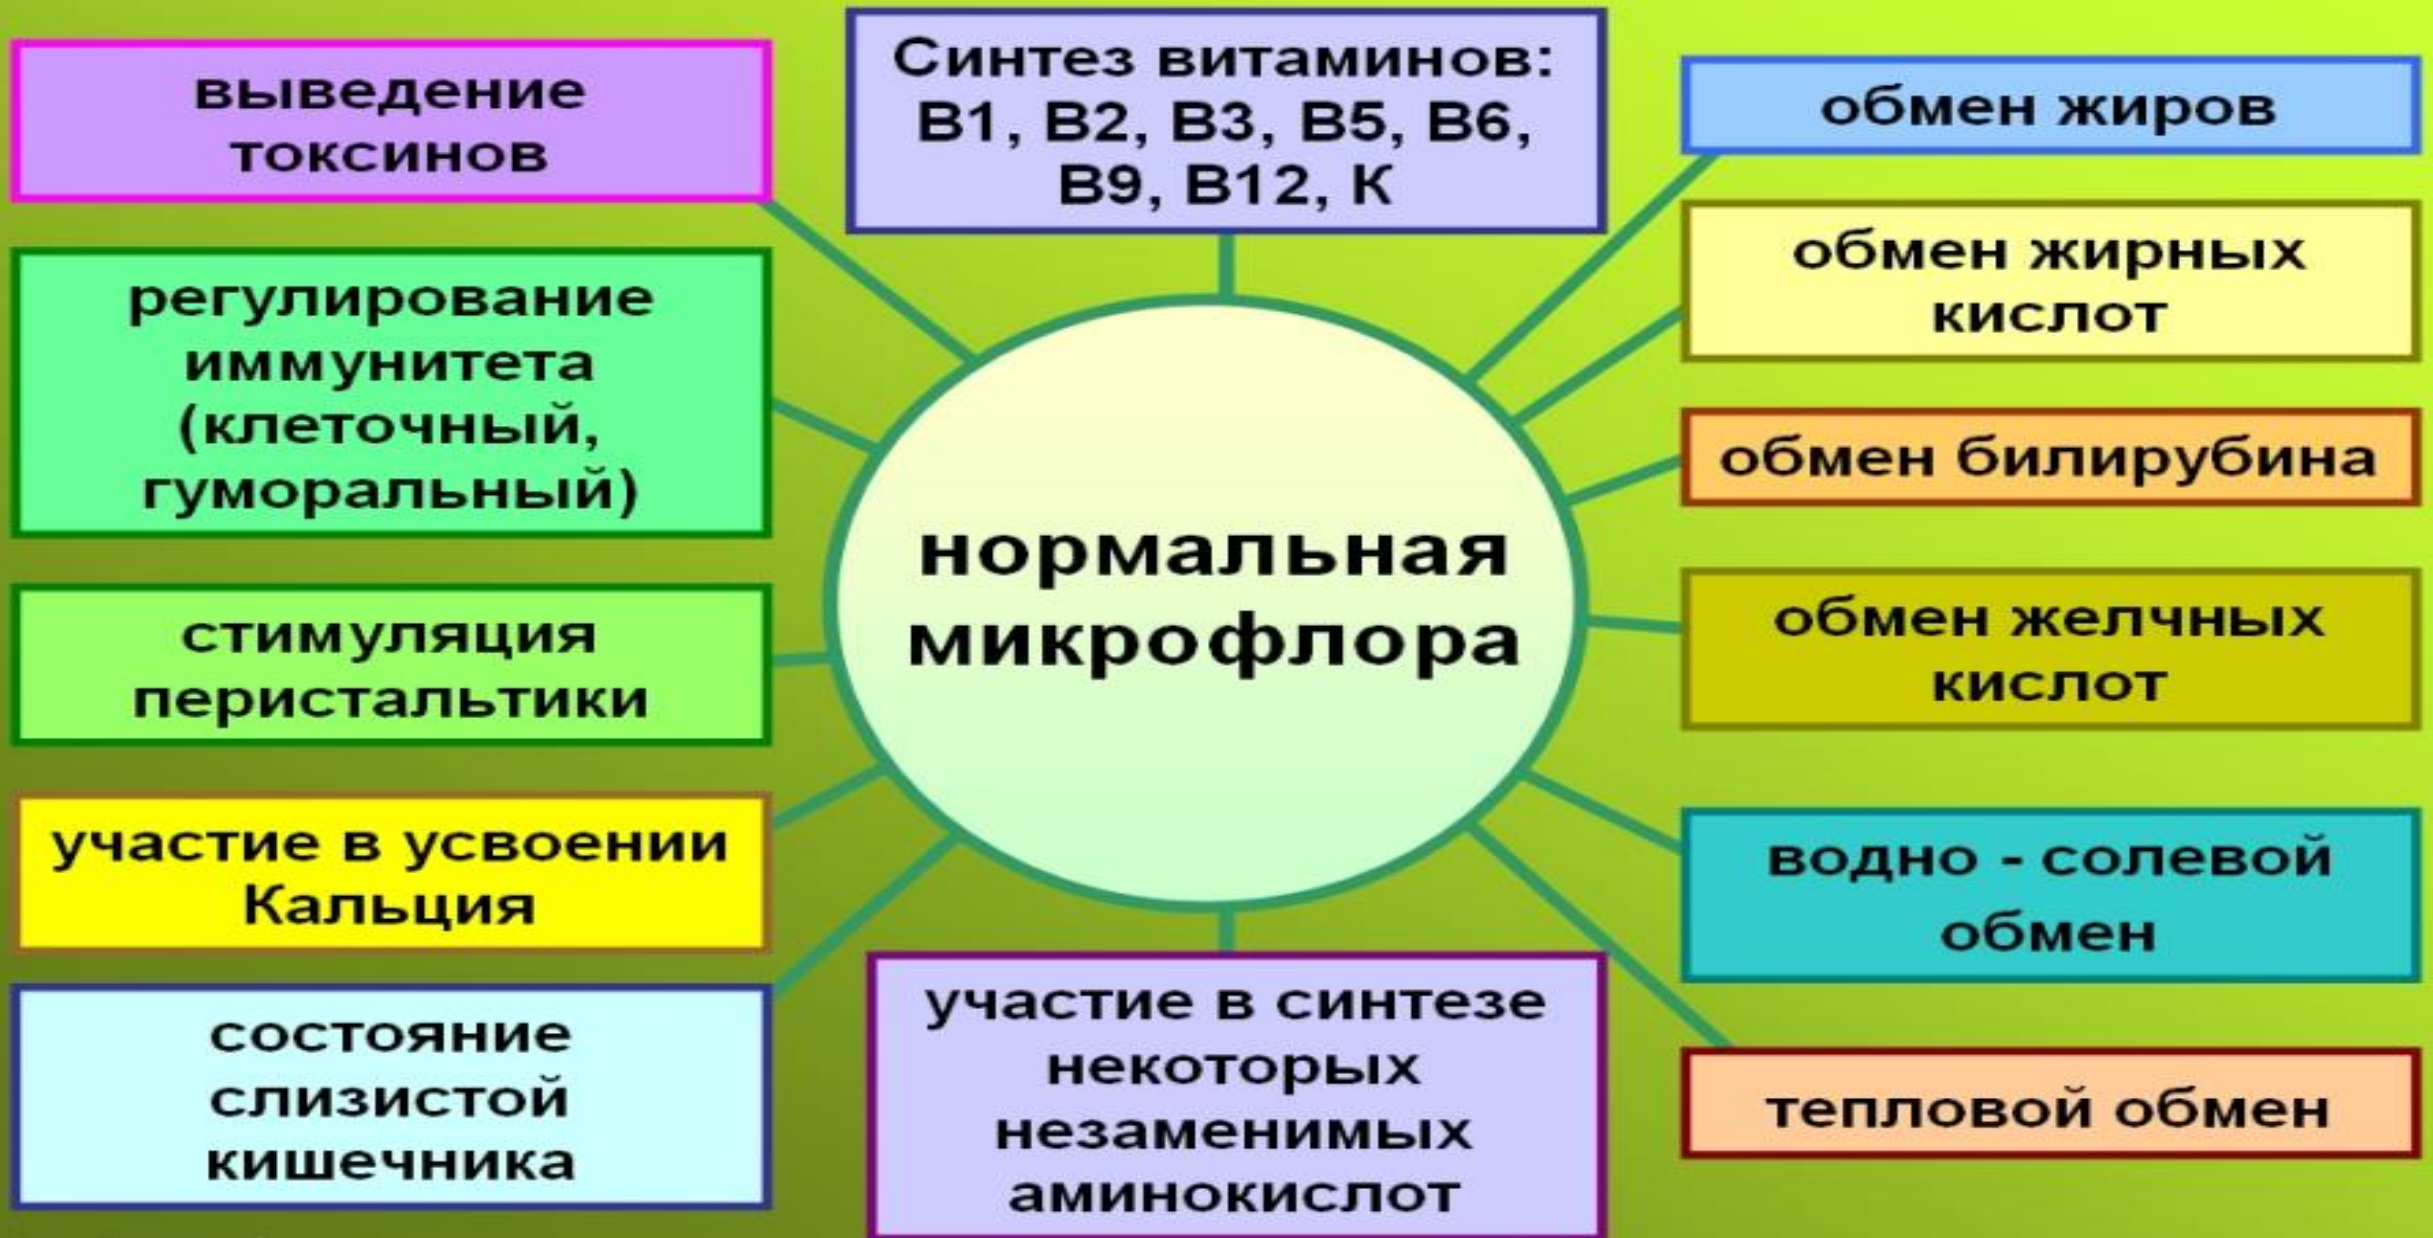 выведение
токсинов
регулирование
иммунитета
(клеточный,
гуморальный)
стимуляция
перистальтики
участие в усвоении
Кальция
состояние
слизистой
кишечника
Синтез витаминов:
В1, В2, В3, В5, В6,
В9, В12, К
нормальная
микрофлора
участие в синтезе
некоторых
незаменимых
аминокислот
обмен жиров
обмен жирных
кислот
обмен билирубина
обмен желчных
кислот
водно - солевой
обмен
тепловой обмен